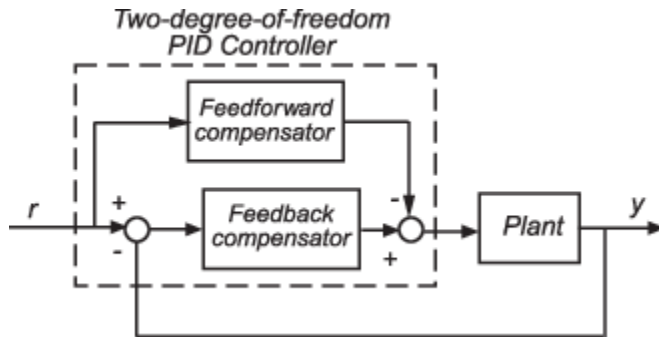 Two-degree-of-freedom
PID Controller
Feedforward
compensator
r
+
-
Feedback
compensator
-
+
Plant
y